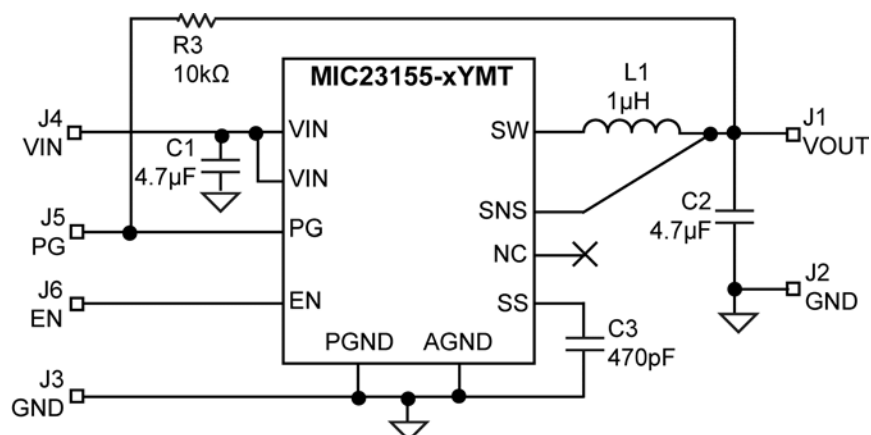 R3
10kΩ
MIC23155-xYMT
L1
1µH
J4
VIN
C1
4.7µF
VIN
VIN
SW
J1
VOUT
J5
PG
PG
SNS
C2
4.7µF
NC
J6
EN
EN
SS
J2
GND
PGND
AGND
C3
470pF
J3
GND